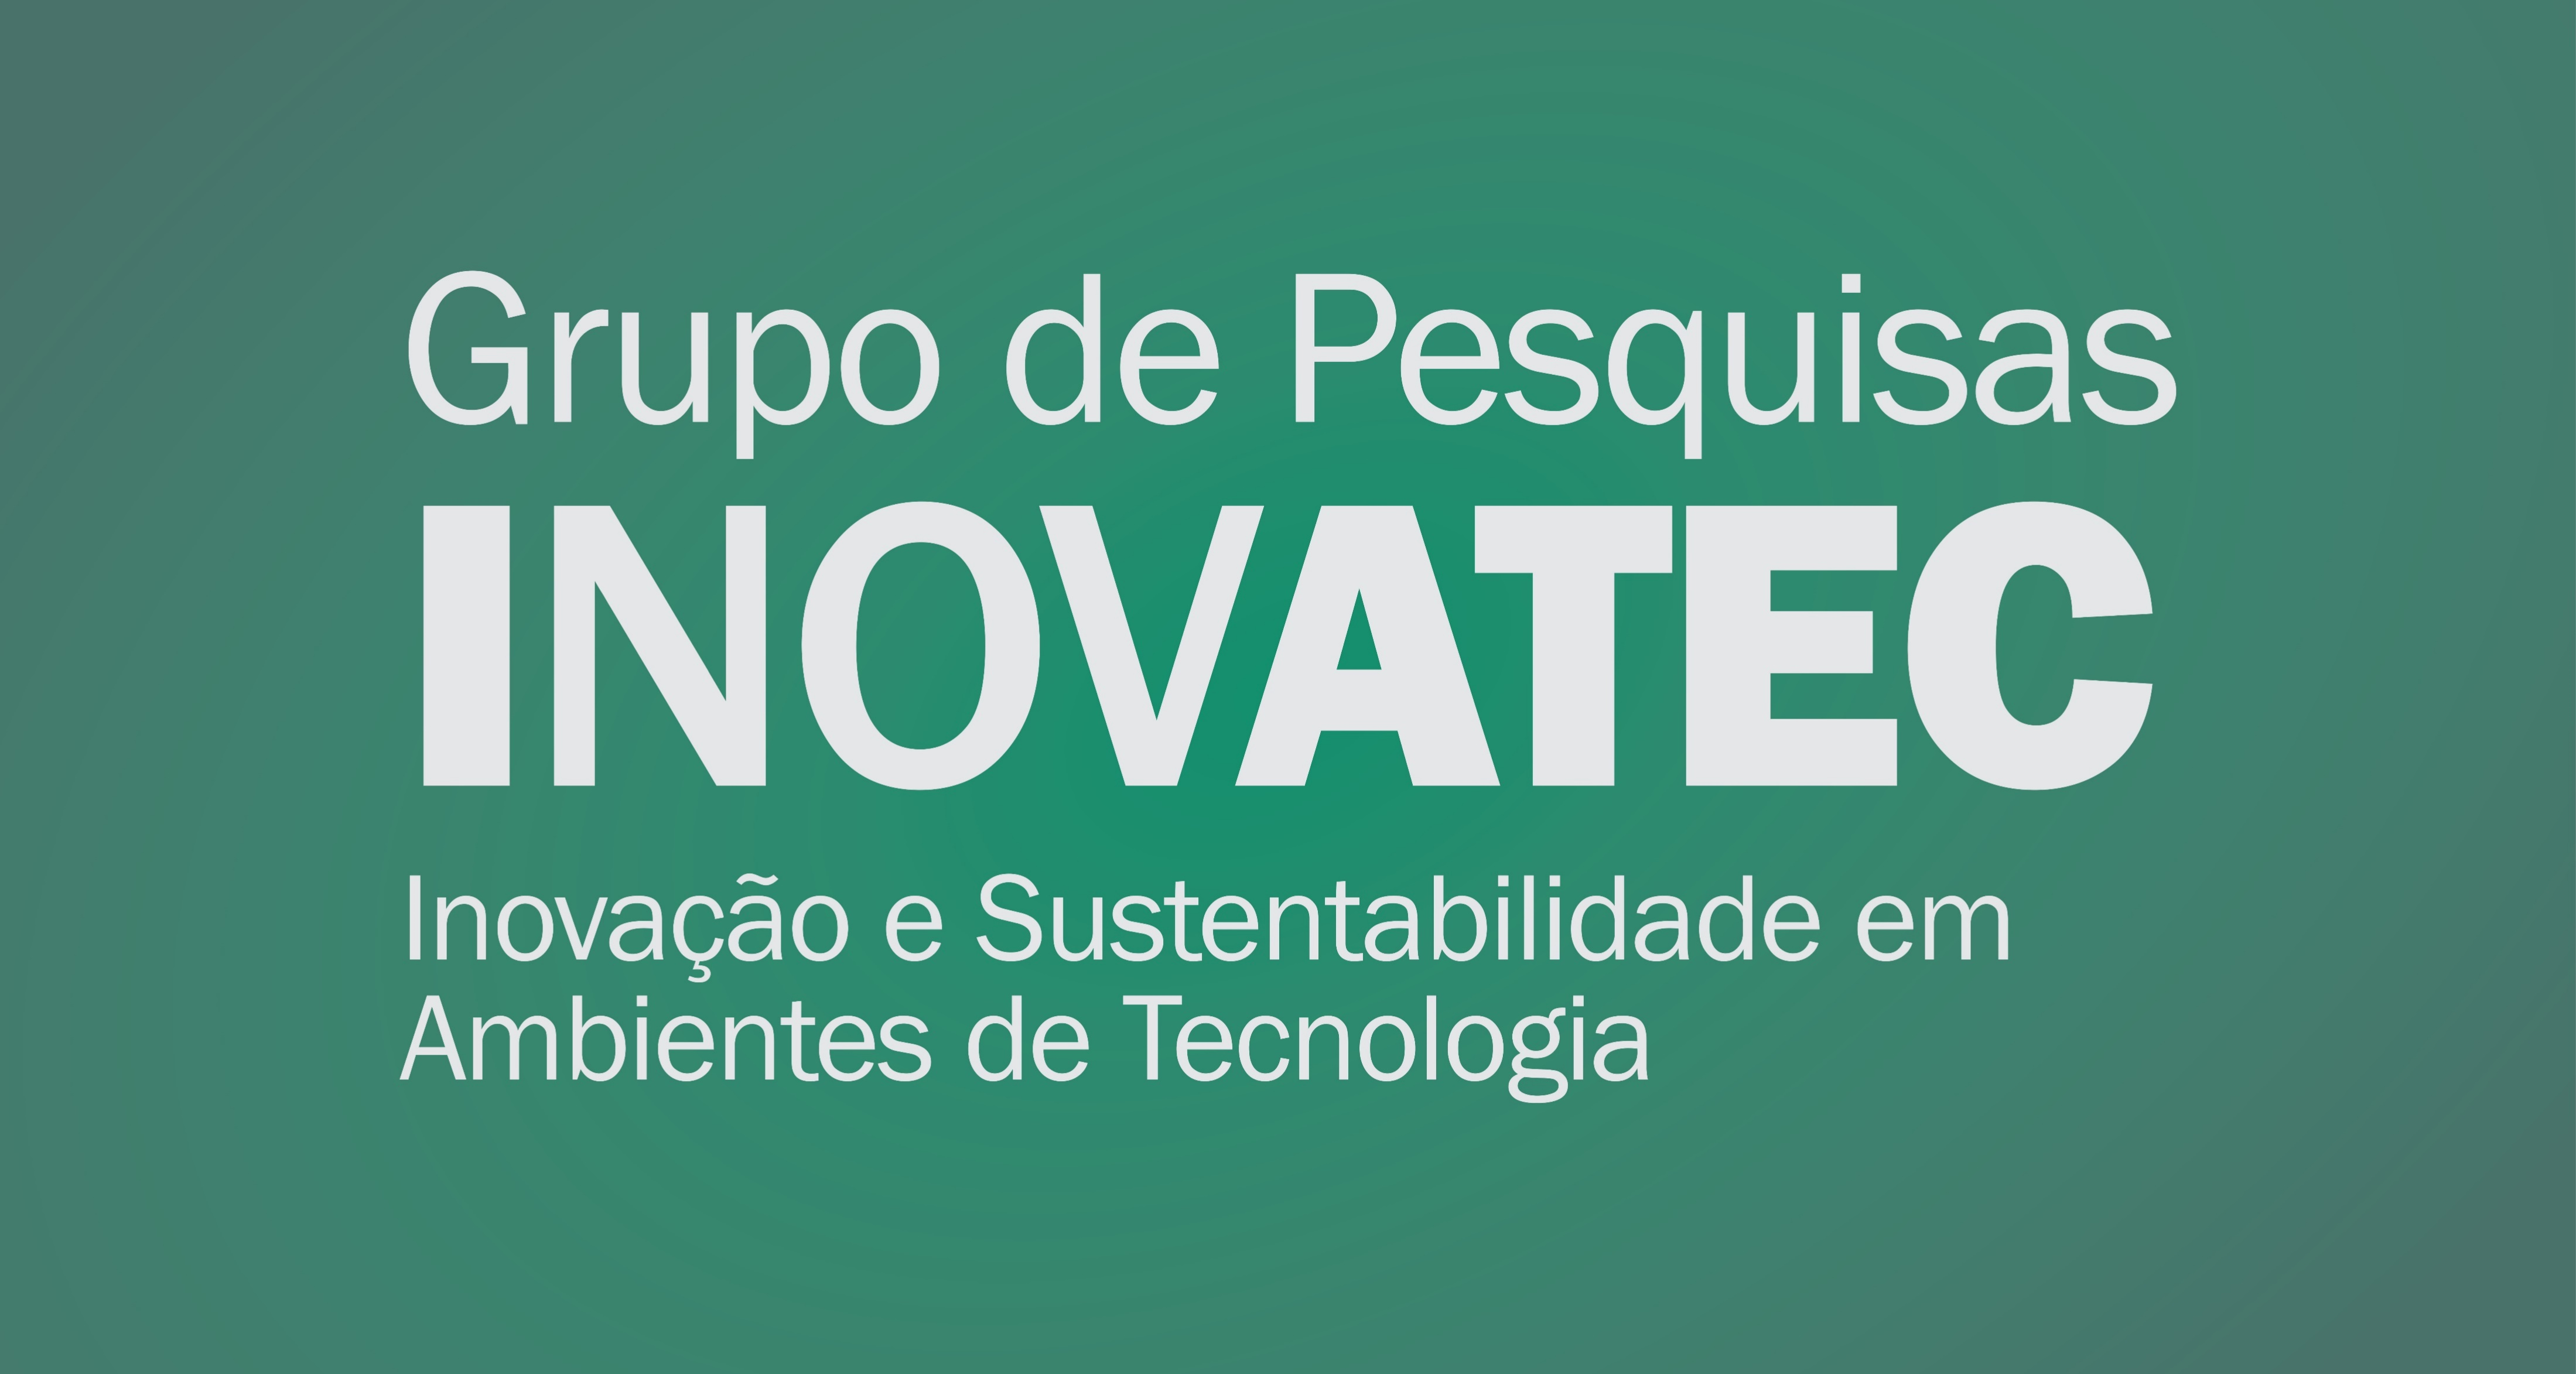 Grupo de Pesquisas
INOVATEC
Inovação e Sustentabilidade em
Ambientes de Tecnologia